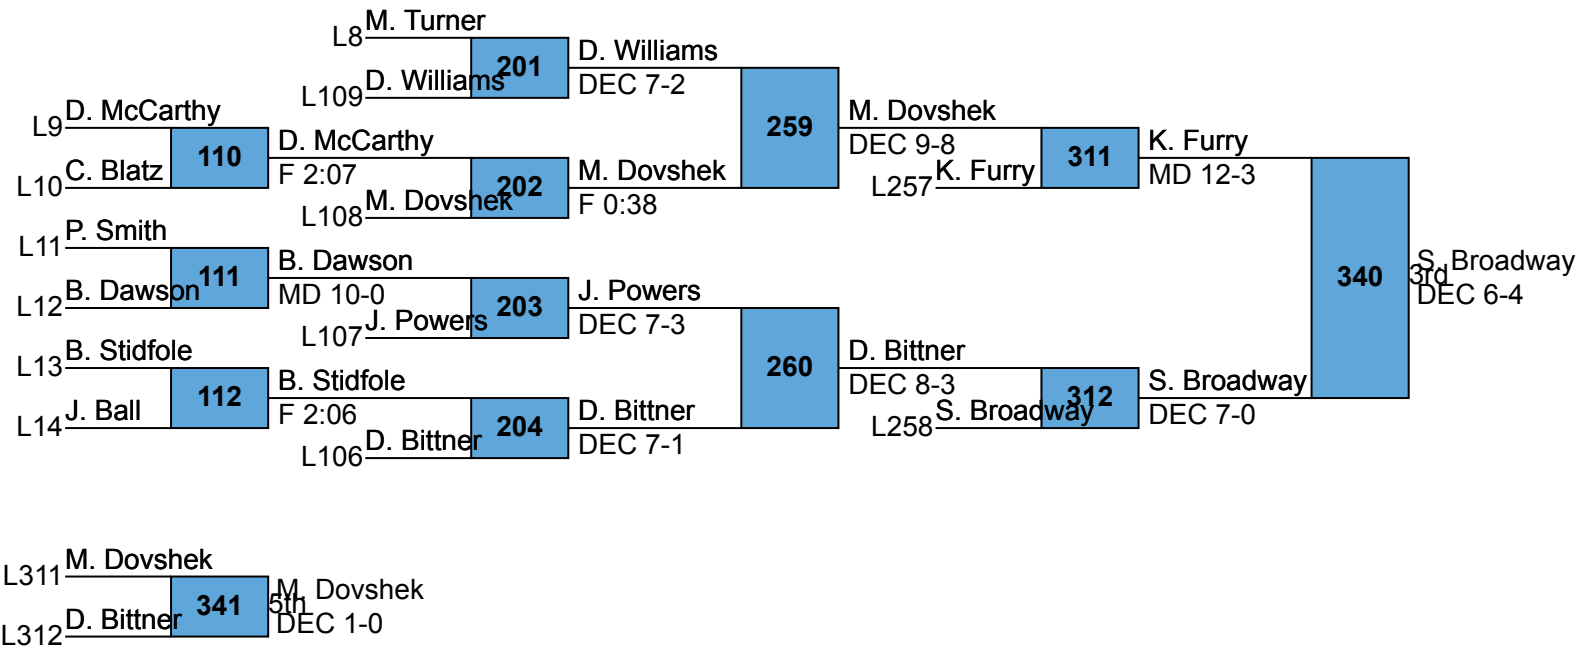 M. Turner
L8
201
D. Williams
DEC 7-2
D. Williams
L109
D. McCarthy
L9
110
D. McCarthy
F 2:07
C. Blatz
L10
202
M. Dovshek
F 0:38
M. Dovshek
L108
259
M. Dovshek
DEC 9-8
311
K. Furry
MD 12-3
K. Furry
L257
P. Smith
L11
111
B. Dawson
MD 10-0
B. Dawson
L12
203
J. Powers
DEC 7-3
J. Powers
L107
340
3rd
S. Broadway
DEC 6-4
B. Stidfole
L13
112
B. Stidfole
F 2:06
J. Ball
L14
204
D. Bittner
DEC 7-1
D. Bittner
L106
260
D. Bittner
DEC 8-3
312
S. Broadway
DEC 7-0
S. Broadway
L258
M. Dovshek
L311
341
5th
M. Dovshek
DEC 1-0
D. Bittner
L312